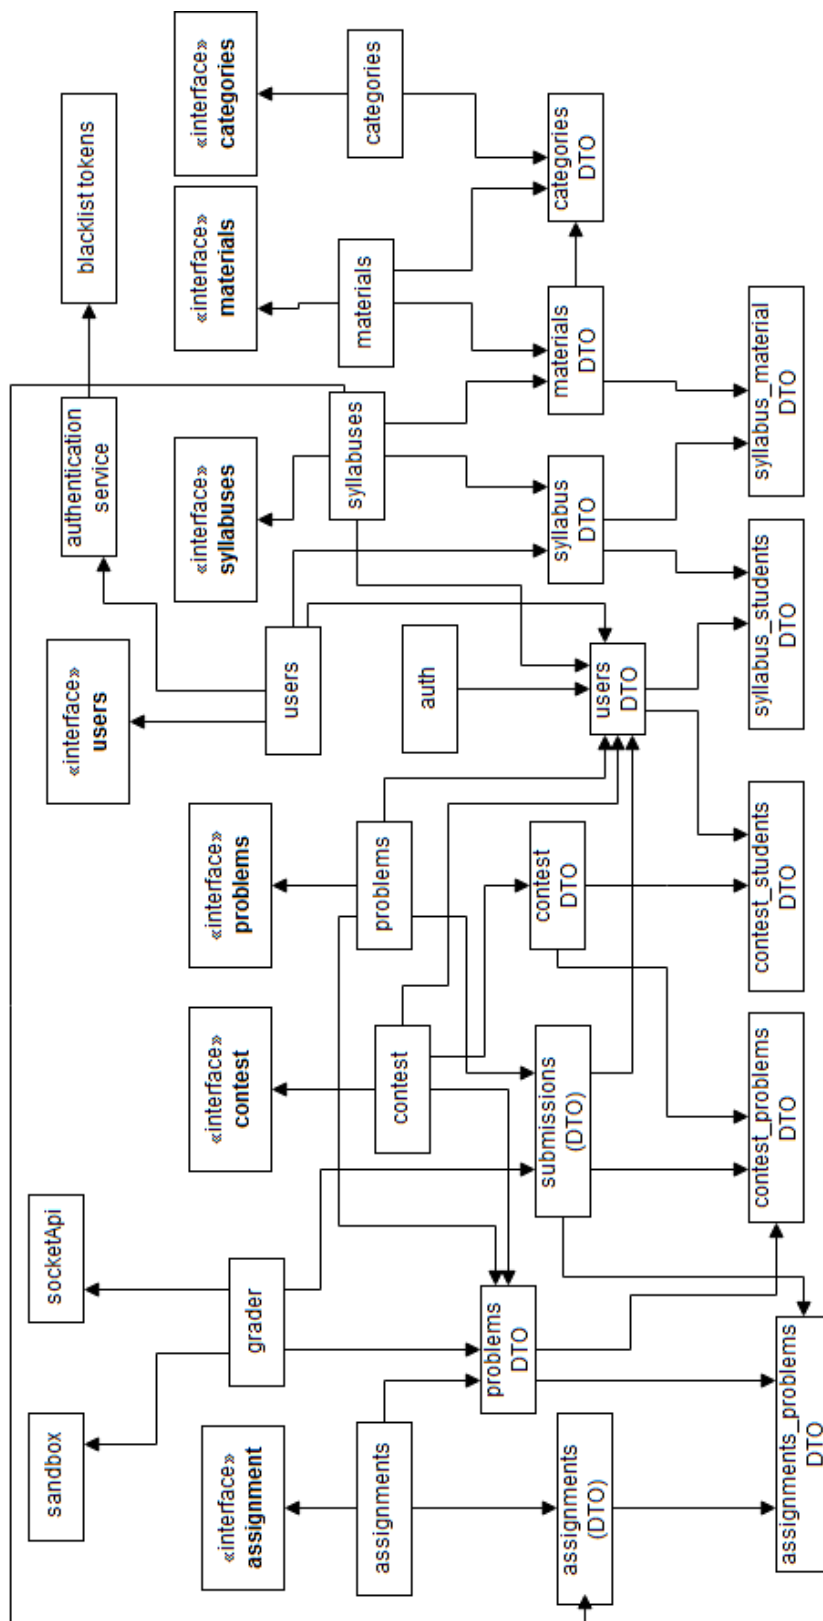 sandbox
socketApi
«interface»
users
authentication
service
blacklist tokens
«interface»
assignment
«interface»
contest
«interface»
problems
«interface»
syllabuses
«interface»
materials
«interface»
categories
grader
users
assignments
contest
problems
auth
syllabuses
materials
categories
assignments
(DTO)
problems
DTO
submissions
(DTO)
contest
DTO
users
DTO
syllabus
DTO
materials
DTO
categories
DTO
assignments_problems
DTO
contest_problems
DTO
contest_students
DTO
syllabus_students
DTO
syllabus_material
DTO